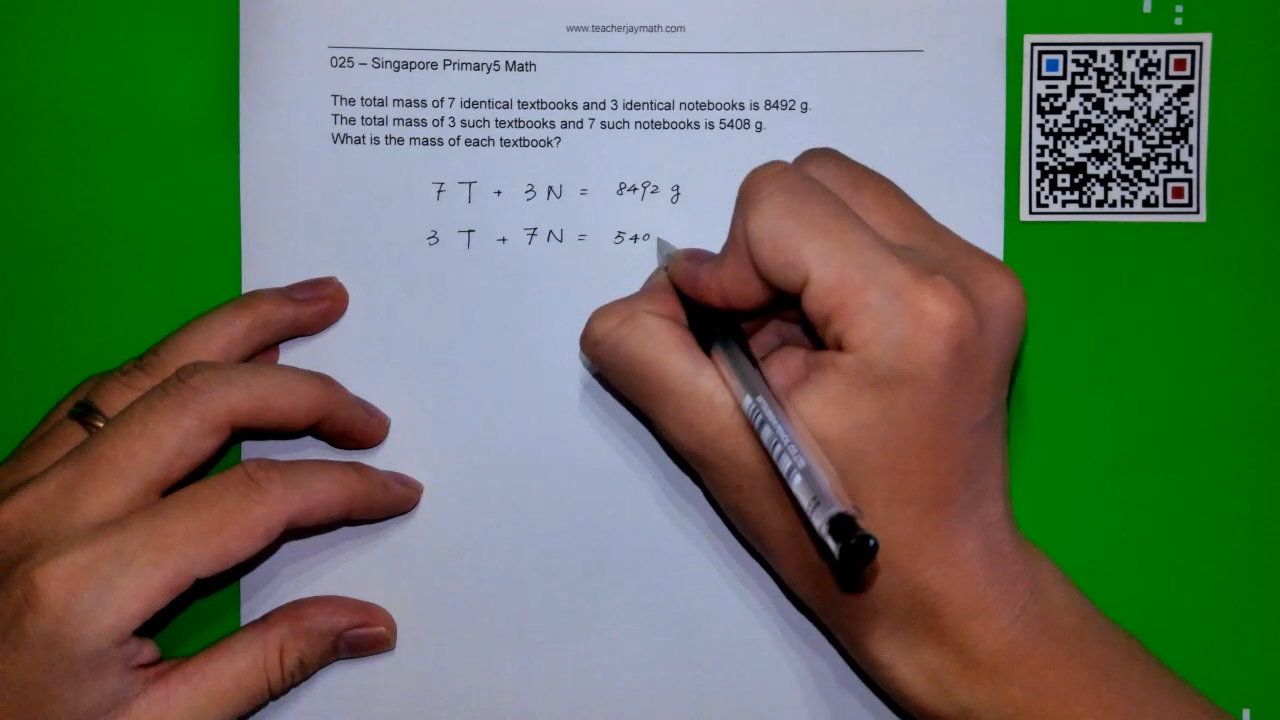 www.teacherjaymath.com
025 – Singapore Primary5 Math
The total mass of 7 identical textbooks and 3 identical notebooks is 8492 g.
The total mass of 3 such textbooks and 7 such notebooks is 5408 g.
What is the mass of each textbook?
7 T + 3 N = 8492 g
3 T + 7 N = 540